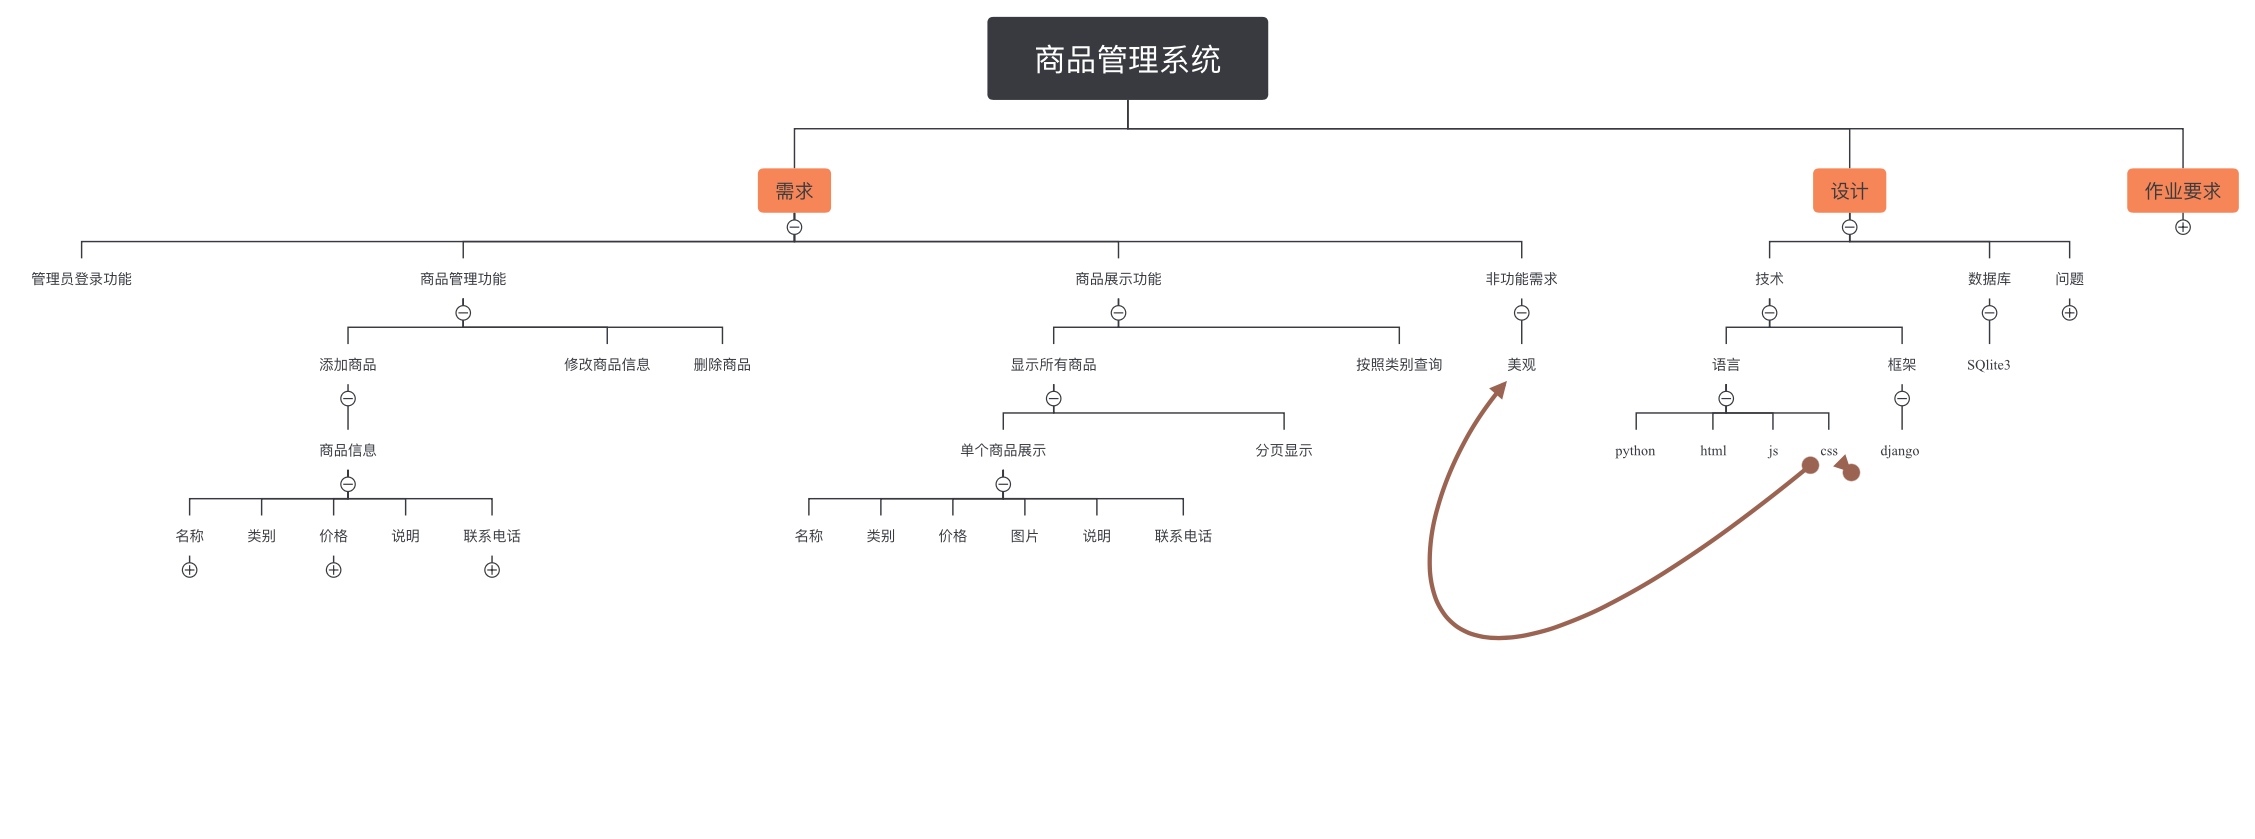 商品管理系统
需求
设计
作业要求
管理员登录功能
商品管理功能
商品展示功能
非功能需求
技术
数据库
问题
添加商品
修改商品信息
删除商品
显示所有商品
按照类别查询
美观
语言
框架
SQlite3
商品信息
单个商品展示
分页显示
python
html
js
css
django
名称
类别
价格
说明
联系电话
名称
类别
价格
图片
说明
联系电话